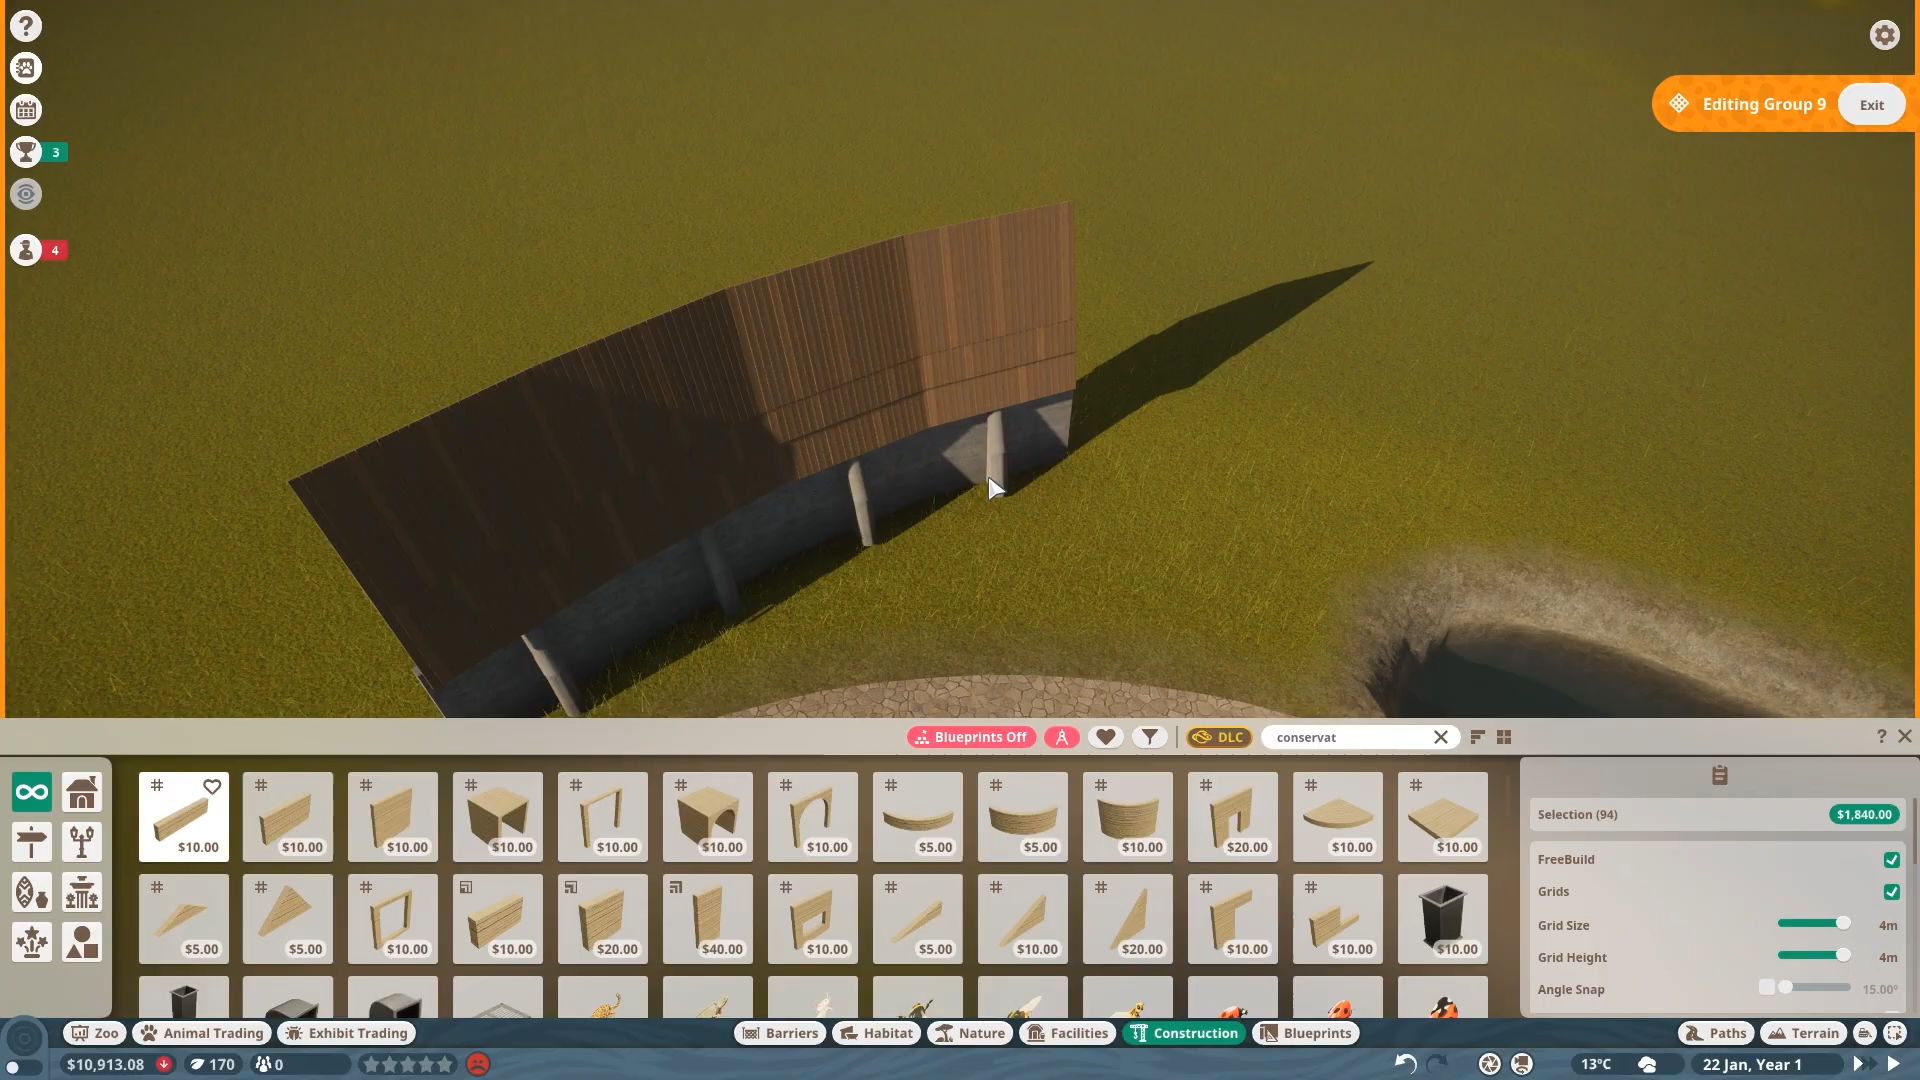 ?
Editing Group 9 Exit
3
4
Blueprints Off DLC conservat ?
$10.00 $10.00 $10.00 $10.00 $10.00 $10.00 $10.00 $5.00 $5.00 $10.00 $20.00 $10.00 $10.00
$5.00 $5.00 $10.00 $10.00 $20.00 $40.00 $10.00 $5.00 $10.00 $20.00 $10.00 $10.00 $10.00
Selection (94) $1,840.00
FreeBuild
Grids
Grid Size 4m
Grid Height 4m
Angle Snap 15.00°
Zoo Animal Trading Exhibit Trading Barriers Habitat Nature Facilities Construction Blueprints Paths Terrain
$10,913.08 170 0 13°C 22 Jan, Year 1